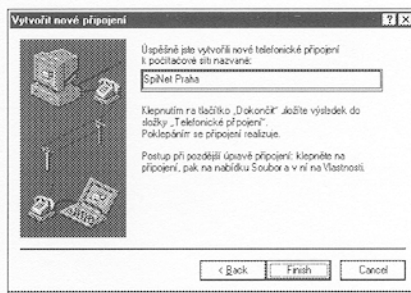 Vytvořit nové připojení
Úspěšně jste vytvořili nové telefonické připojení
k počítačové síti nazvané:
SpiNet Praha
Klepnutím na tlačítko „Dokončit“ uložíte výsledek do
složky „Telefonické připojení“.
Poklepáním se připojení realizuje.
Postup při pozdější úpravě připojení: klepněte na
připojení, pak na nabídku Soubor a v ní na Vlastnosti.
< Back
Finish
Cancel